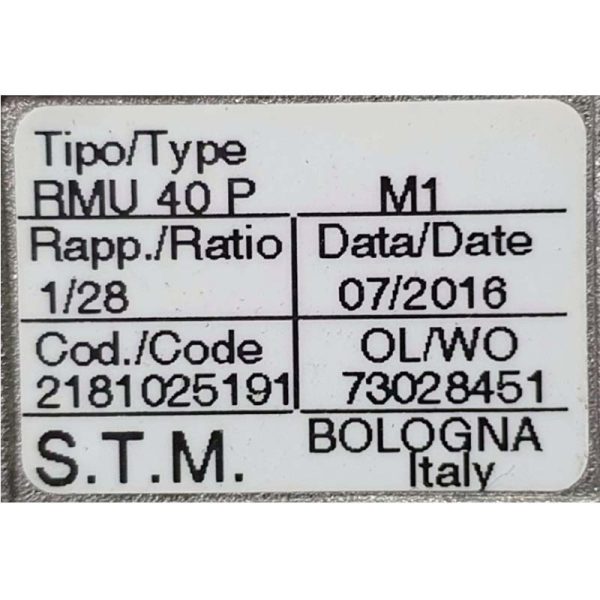 Tipo/Type
RMU 40 P M1
Rapp./Ratio Data/Date
1/28 07/2016
Cod./Code OL/WO
2181025191 73028451
S.T.M. BOLOGNA
Italy